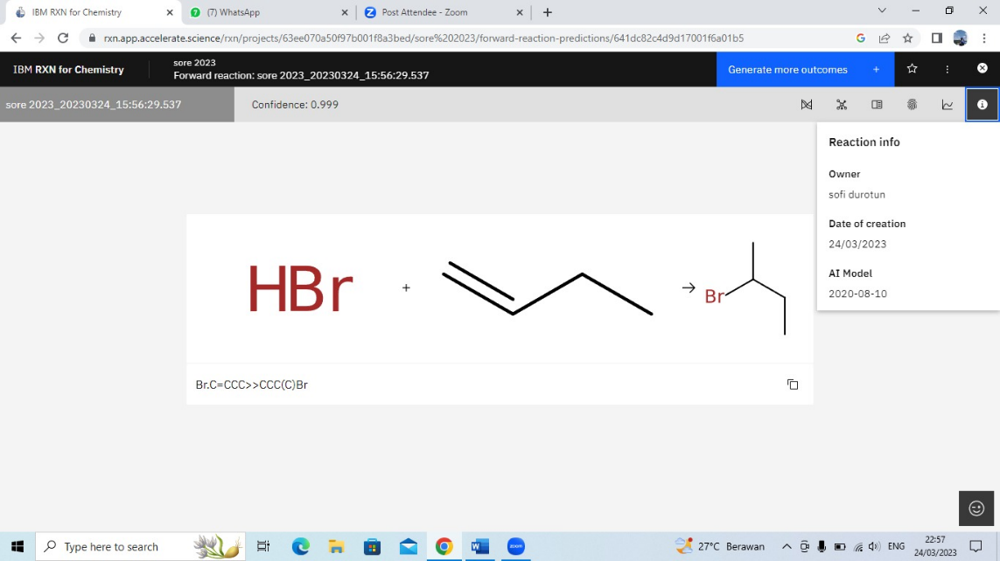 IBM RXN for Chemistry
(7) WhatsApp
Post Attendee - Zoom
rxn.app.accelerate.science/rxn/projects/63ee070a50f97b001f8a3bed/sore%202023/forward-reaction-predictions/641dc82c4d9d17001f6a01b5
IBM RXN for Chemistry
sore 2023
Forward reaction: sore 2023_20230324_15:56:29.537
Generate more outcomes +
sore 2023_20230324_15:56:29.537
Confidence: 0.999
Reaction info
Owner
sofi durotun
Date of creation
24/03/2023
AI Model
2020-08-10
HBr + → Br
Br.C=CCC>>CCC(C)Br
Type here to search
zoom
27°C Berawan
ENG
22:57
24/03/2023